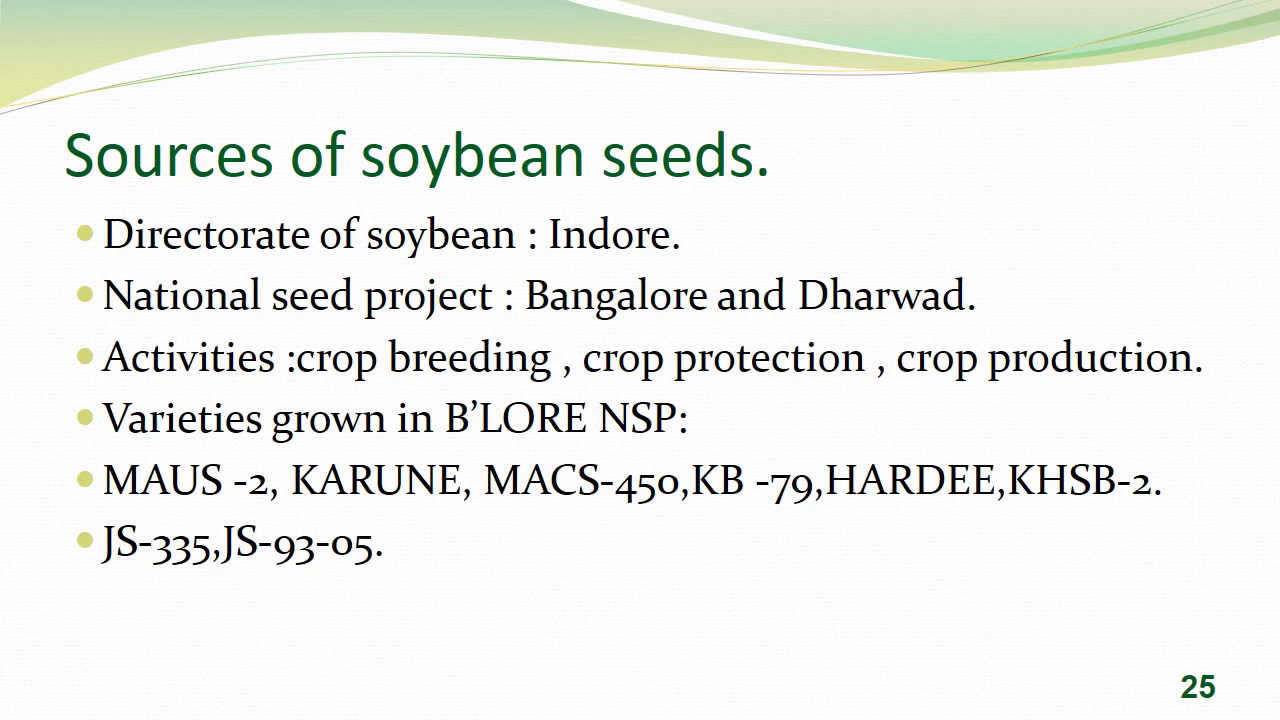 Sources of soybean seeds.
Directorate of soybean : Indore.
National seed project : Bangalore and Dharwad.
Activities :crop breeding , crop protection , crop production.
Varieties grown in B’LORE NSP:
MAUS -2, KARUNE, MACS-450,KB -79,HARDEE,KHSB-2.
JS-335,JS-93-05.
25